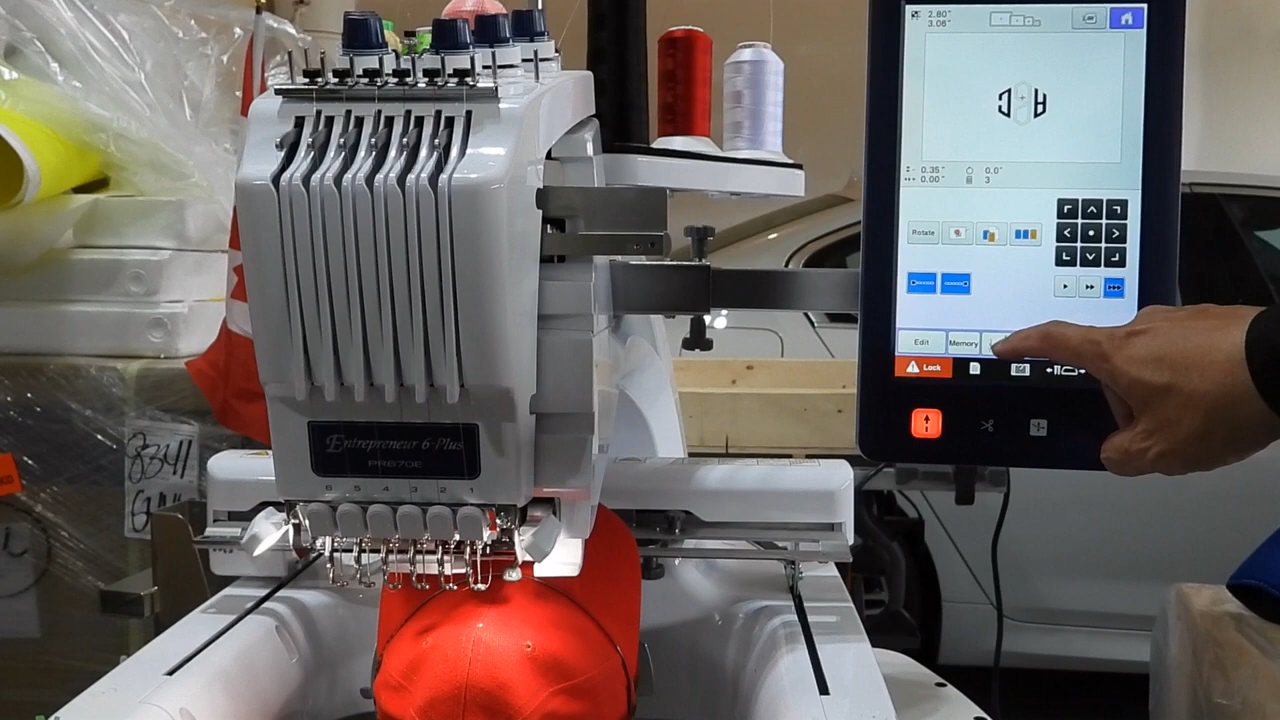 2.80"
3.06"
0.35"
0.00"
0.0°
3
Rotate
Edit
Memory
Lock
Entrepreneur 6-Plus
PR670E
6 5 4 3 2 1
8341